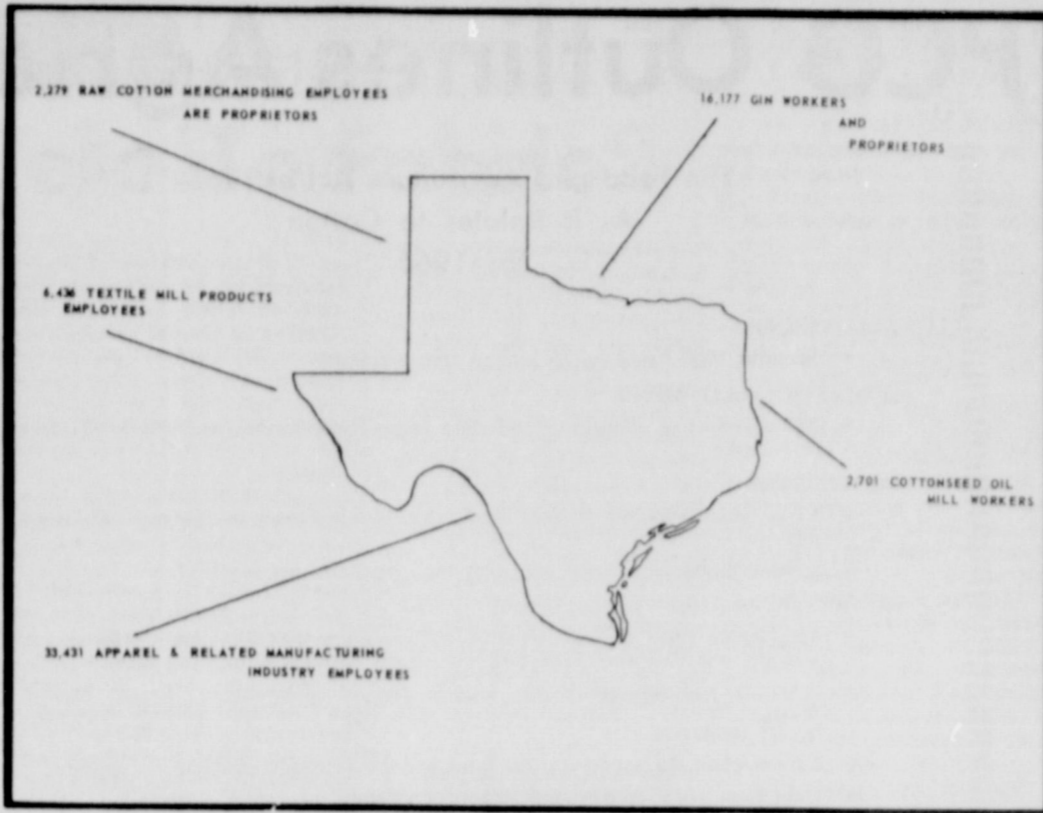 2,279 RAW COTTON MERCHANDISING EMPLOYEES
ARE PROPRIETORS
16,177 GIN WORKERS
AND
PROPRIETORS
TEXTILE MILL PRODUCTS
EMPLOYEES
2,701 COTTONSEED OIL
MILL WORKERS
33,431 APPAREL & RELATED MANUFACTURING
INDUSTRY EMPLOYEES